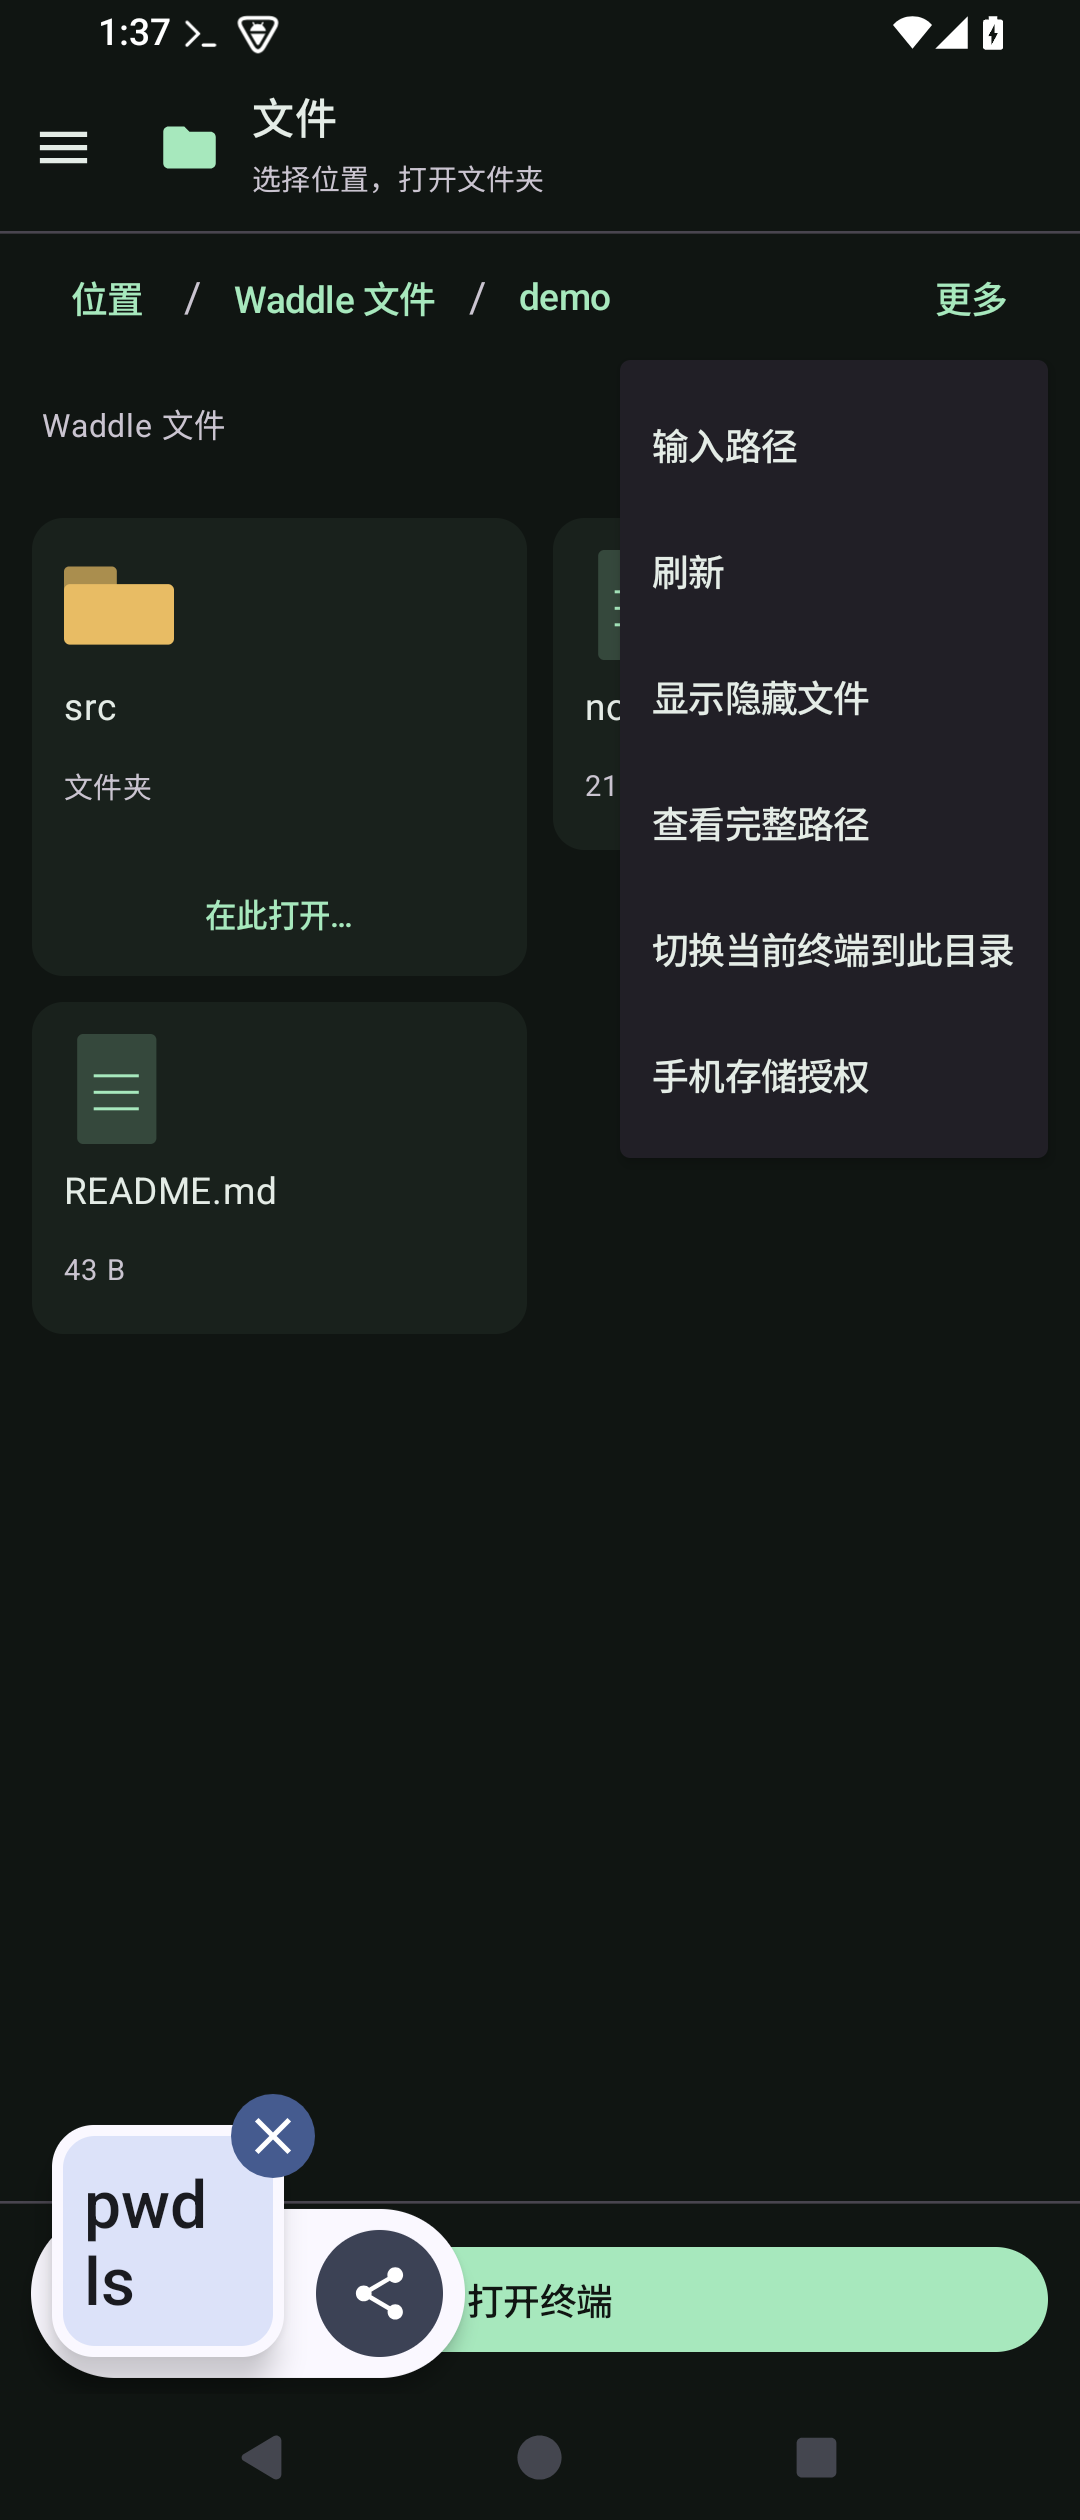 1:37
文件
选择位置，打开文件夹
位置 / Waddle 文件 / demo 更多
Waddle 文件
输入路径
刷新
显示隐藏文件
查看完整路径
切换当前终端到此目录
手机存储授权
src
文件夹
在此打开…
21
README.md
43 B
pwd
ls
打开终端